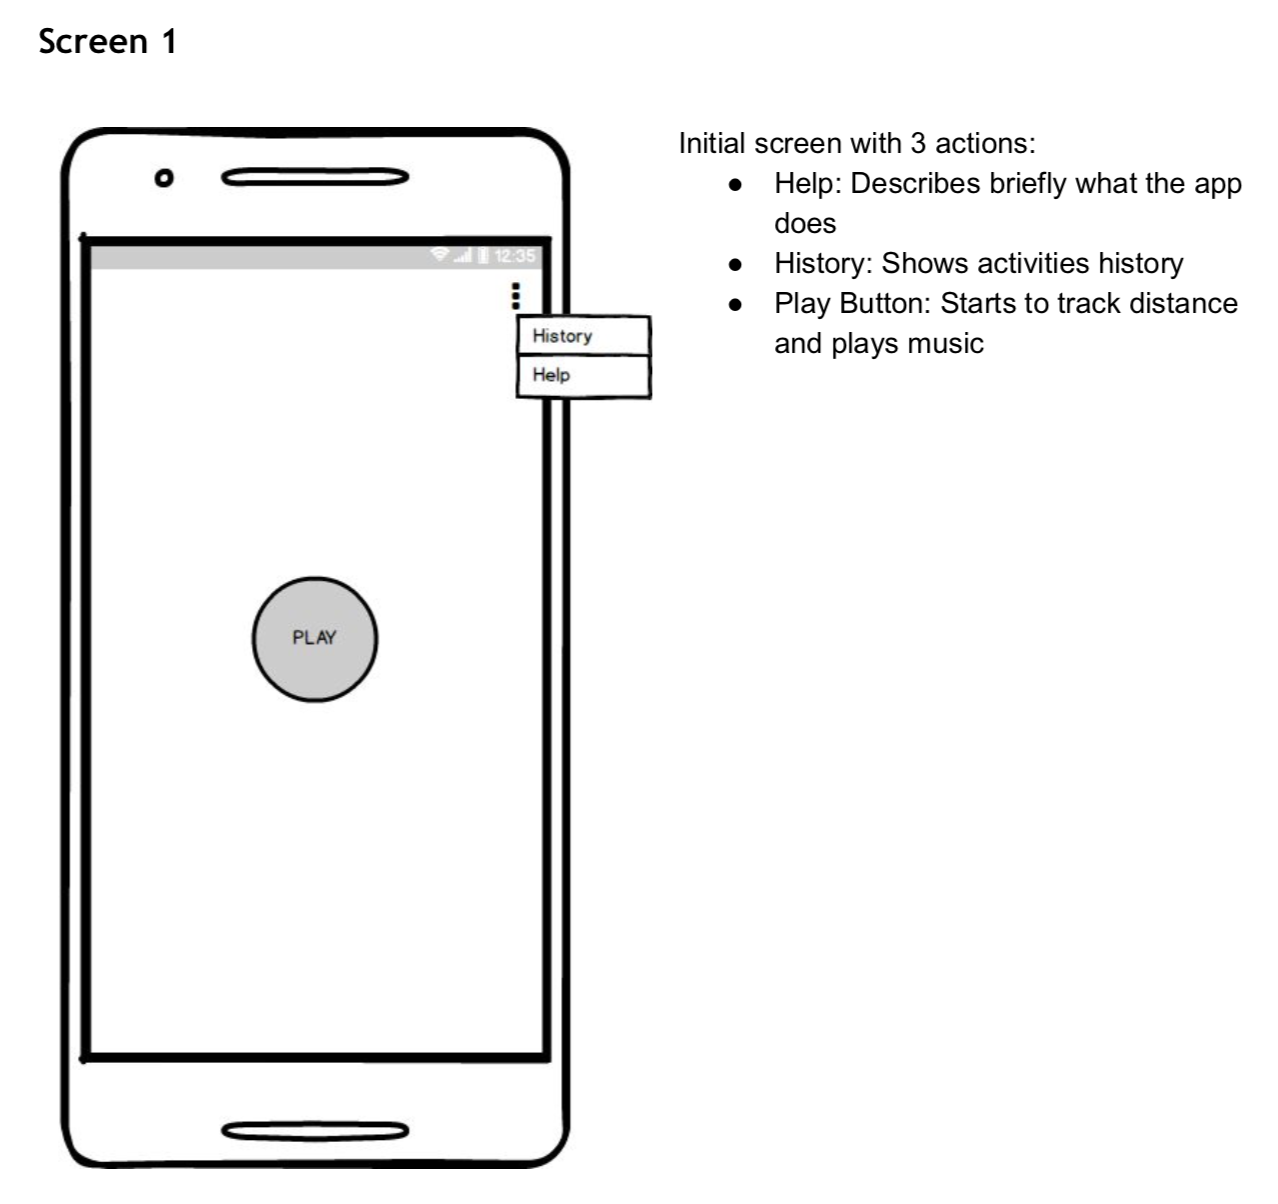 Screen 1
12:35
History
Help
PLAY
Initial screen with 3 actions:
● Help: Describes briefly what the app
does
● History: Shows activities history
● Play Button: Starts to track distance
and plays music